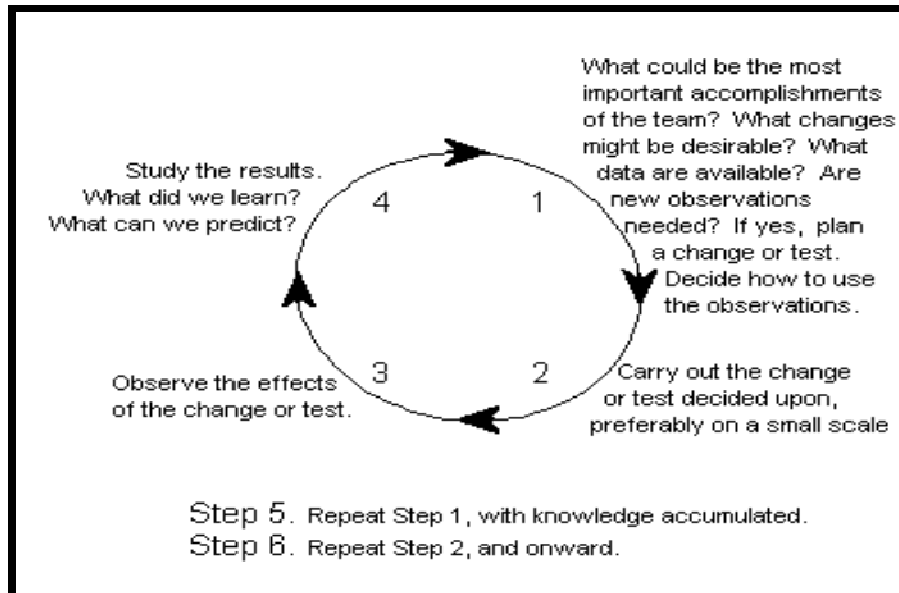 What could be the most
important accomplishments
of the team? What changes
might be desirable? What
data are available? Are
new observations
needed? If yes, plan
a change or test.
Decide how to use
the observations.
Study the results.
What did we learn?
What can we predict?
4
1
3
2
Observe the effects
of the change or test.
Carry out the change
or test decided upon,
preferably on a small scale
Step 5. Repeat Step 1, with knowledge accumulated.
Step 6. Repeat Step 2, and onward.